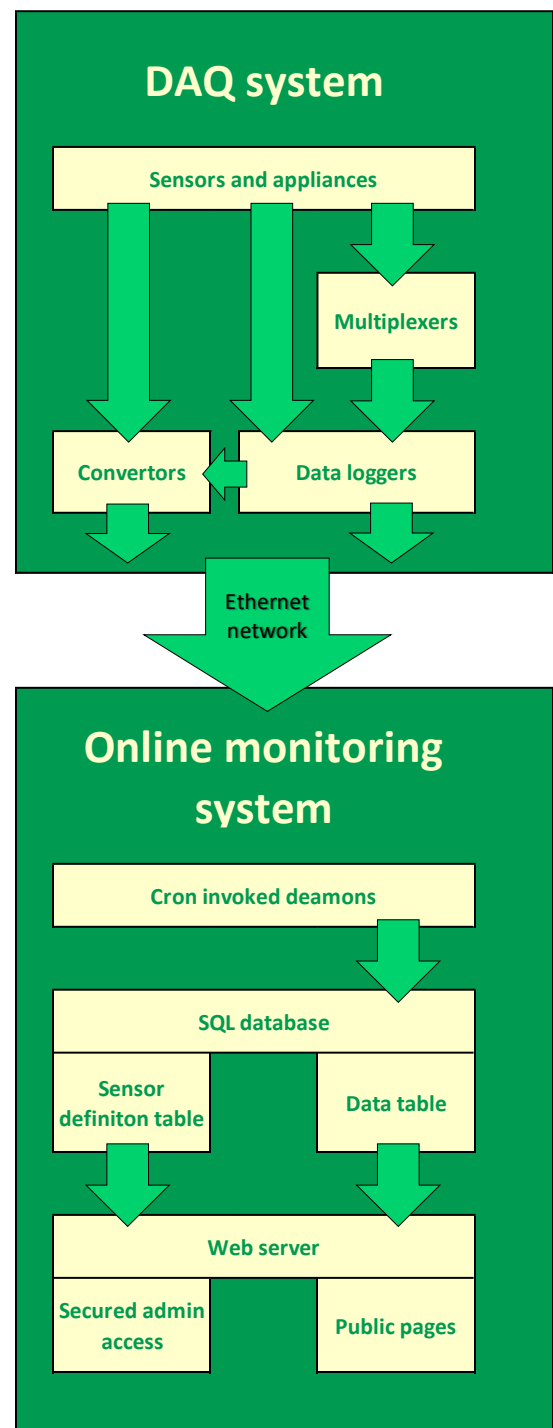 DAQ system
Sensors and appliances
Multiplexers
Convertors
Data loggers
Ethernet
network
Online monitoring
system
Cron invoked deamons
SQL database
Sensor
definiton table
Data table
Web server
Secured admin
access
Public pages